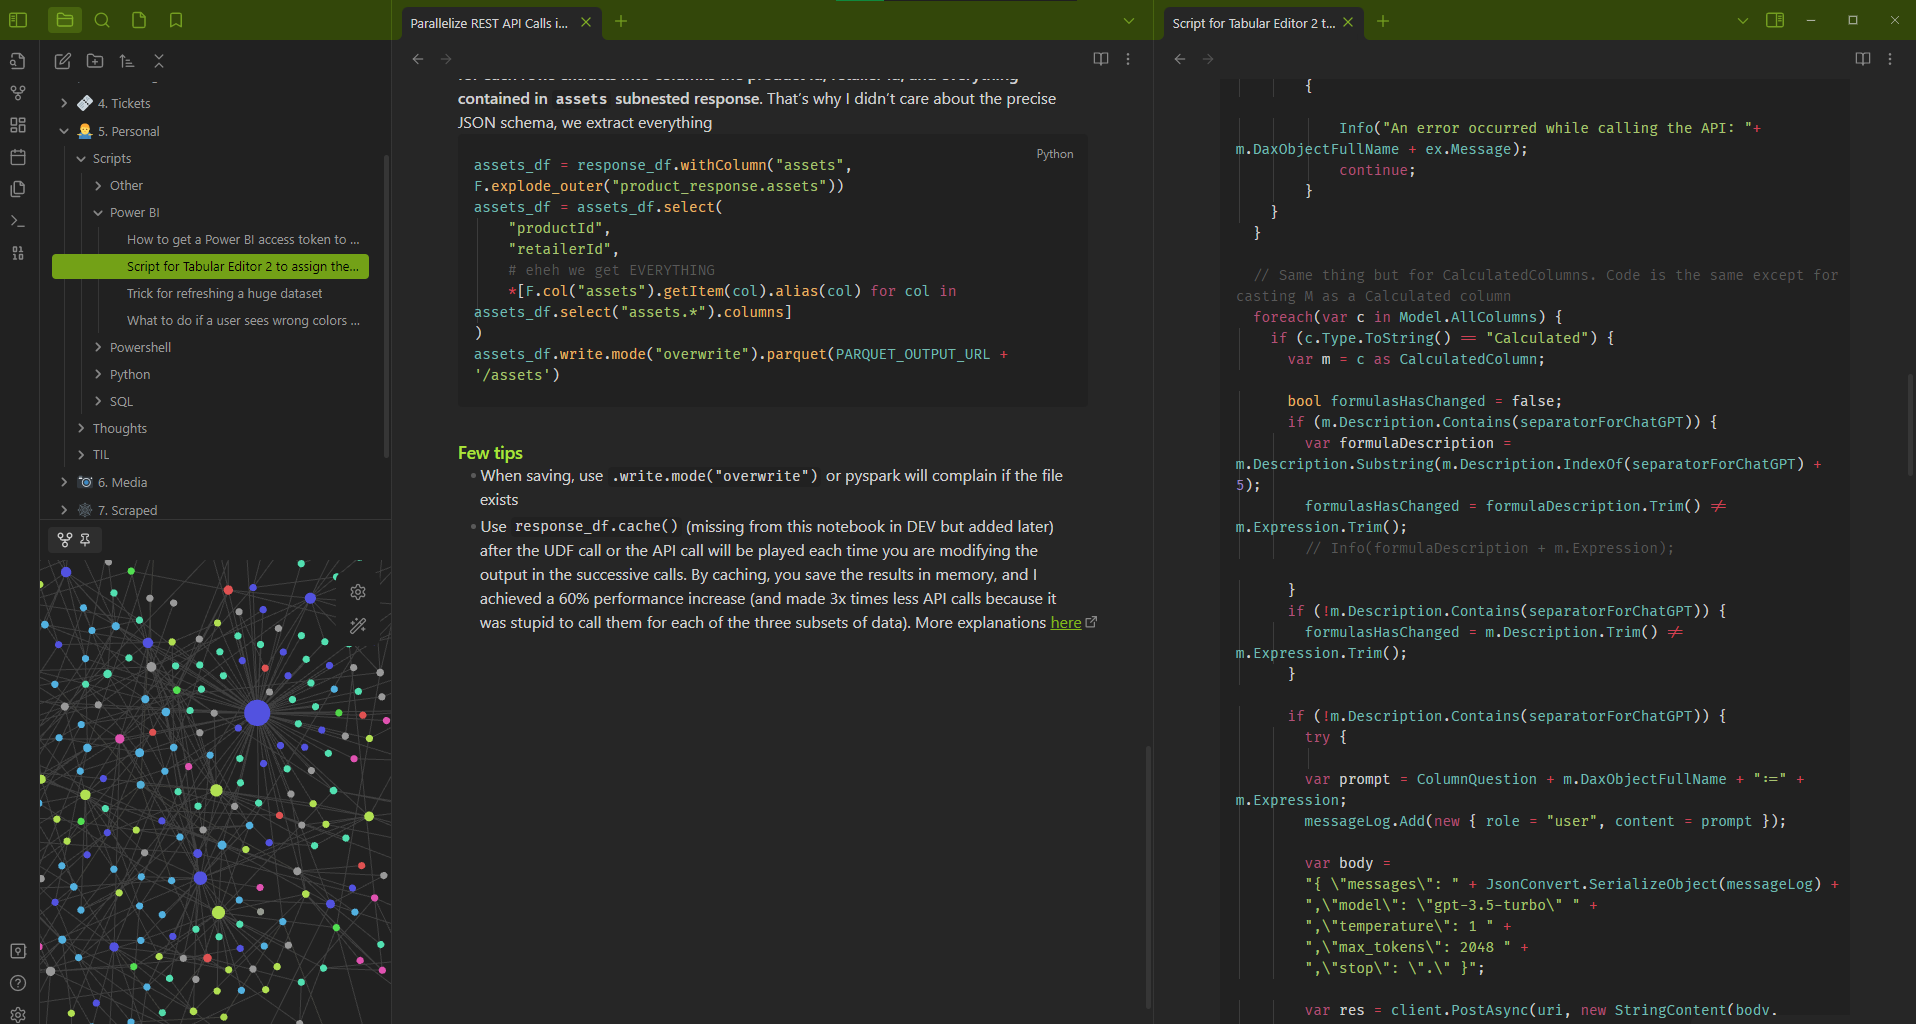 Parallelize REST API Calls i...
Script for Tabular Editor 2 t...
4. Tickets
5. Personal
Scripts
Other
Power BI
How to get a Power BI access token to ...
Script for Tabular Editor 2 to assign the...
Trick for refreshing a huge dataset
What to do if a user sees wrong colors ...
Powershell
Python
SQL
Thoughts
TIL
6. Media
7. Scraped
for each rows extracts into columns the product id, retailer id, and everything
contained in assets subnested response. That's why I didn't care about the precise
JSON schema, we extract everything
Python
assets_df = response_df.withColumn("assets",
F.explode_outer("product_response.assets"))
assets_df = assets_df.select(
"productId",
"retailerId",
# eheh we get EVERYTHING
*[F.col("assets").getItem(col).alias(col) for col in
assets_df.select("assets.*").columns]
)
assets_df.write.mode("overwrite").parquet(PARQUET_OUTPUT_URL +
'/assets')
Few tips
When saving, use .write.mode("overwrite") or pyspark will complain if the file
exists
Use response_df.cache() (missing from this notebook in DEV but added later)
after the UDF call or the API call will be played each time you are modifying the
output in the successive calls. By caching, you save the results in memory, and I
achieved a 60% performance increase (and made 3x times less API calls because it
was stupid to call them for each of the three subsets of data). More explanations here
{
Info("An error occurred while calling the API: "+
m.DaxObjectFullName + ex.Message);
continue;
}
}
}
// Same thing but for CalculatedColumns. Code is the same except for
casting M as a Calculated column
foreach(var c in Model.AllColumns) {
if (c.Type.ToString() == "Calculated") {
var m = c as CalculatedColumn;
bool formulasHasChanged = false;
if (m.Description.Contains(separatorForChatGPT)) {
var formulaDescription =
m.Description.Substring(m.Description.IndexOf(separatorForChatGPT) +
5);
formulasHasChanged = formulaDescription.Trim() !=
m.Expression.Trim();
// Info(formulaDescription + m.Expression);
}
if (!m.Description.Contains(separatorForChatGPT)) {
formulasHasChanged = m.Description.Trim() !=
m.Expression.Trim();
}
if (!m.Description.Contains(separatorForChatGPT)) {
try {
var prompt = ColumnQuestion + m.DaxObjectFullName + ":=" +
m.Expression;
messageLog.Add(new { role = "user", content = prompt });
var body =
"{ \"messages\": " + JsonConvert.SerializeObject(messageLog) +
",\"model\": \"gpt-3.5-turbo\" " +
",\"temperature\": 1 " +
",\"max_tokens\": 2048 " +
",\"stop\": \".\" }";
var res = client.PostAsync(uri, new StringContent(body,